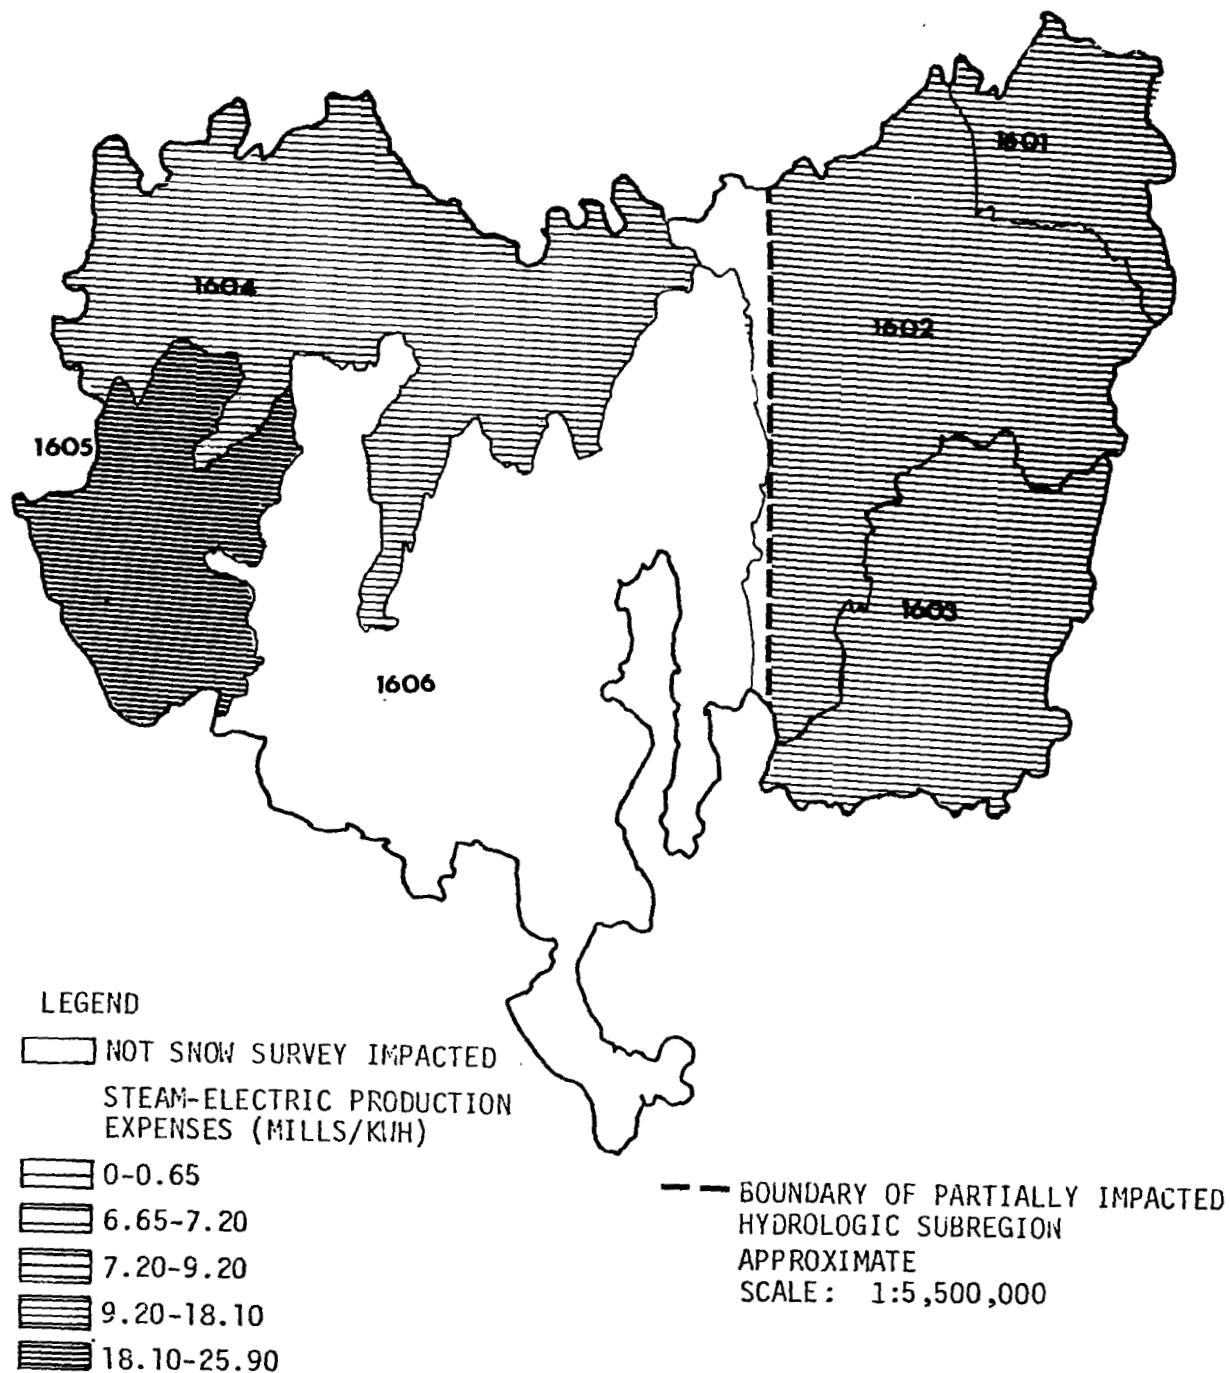 1601
1604
1602
1605
1603
1606
LEGEND
NOT SNOW SURVEY IMPACTED
STEAM-ELECTRIC PRODUCTION
EXPENSES (MILLS/KWH)
0-0.65
6.65-7.20
7.20-9.20
9.20-18.10
18.10-25.90
BOUNDARY OF PARTIALLY IMPACTED
HYDROLOGIC SUBREGION
APPROXIMATE
SCALE: 1:5,500,000